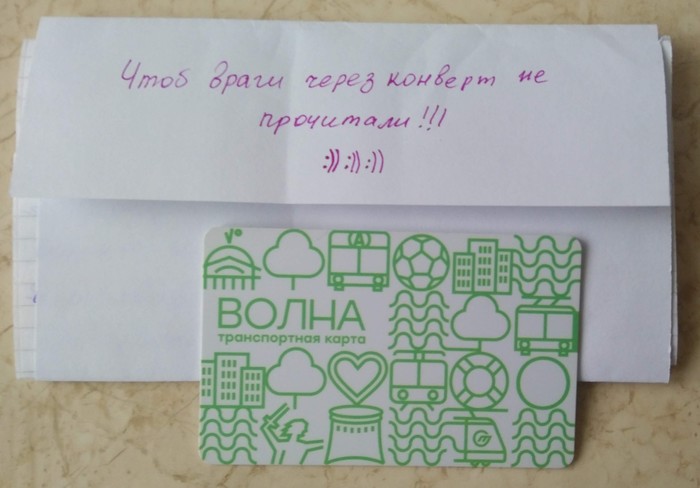 Чтоб враги через конверт не
прочитали!!!
:)) :)) :))
А
ВОЛНА
транспортная карта